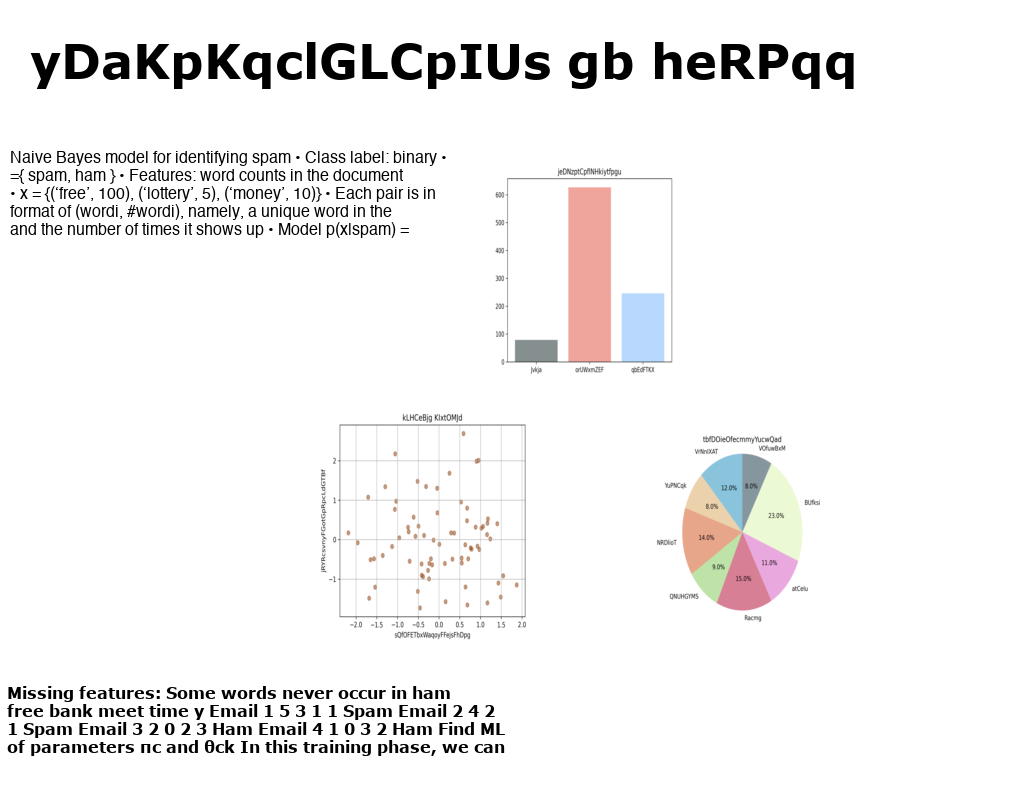 yDaKpKqclGLCpIUs gb heRPqq
Naive Bayes model for identifying spam • Class label: binary •
={ spam, ham } • Features: word counts in the document
• x = {(‘free’, 100), (‘lottery’, 5), (‘money’, 10)} • Each pair is in
format of (wordi, #wordi), namely, a unique word in the
and the number of times it shows up • Model p(x|spam) =
600
500
400
300
200
100
0
orUWxmZEF
qbEdFTKX
2
1
0
−1
−2.0 −1.5 −1.0 −0.5 0.0 0.5 1.0 1.5 2.0
VOfuwBxM
VrNnIXAT
YuPNCqk
NRDlioT
QNUHGYMS
Racmg
atCelu
BUfksi
8.0%
12.0%
8.0%
14.0%
9.0%
15.0%
11.0%
23.0%
Missing features: Some words never occur in ham
free bank meet time y Email 1 5 3 1 1 Spam Email 2 4 2
1 Spam Email 3 2 0 2 3 Ham Email 4 1 0 3 2 Ham Find ML
of parameters πc and θck In this training phase, we can